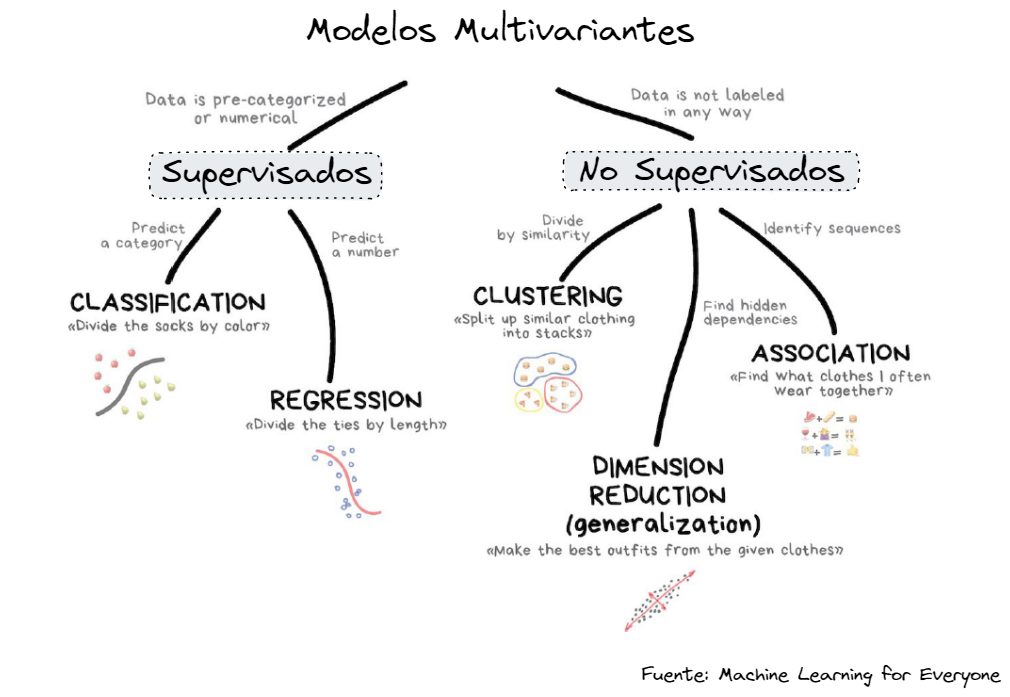 Modelos Multivariantes
Data is pre-categorized
or numerical
Data is not labeled
in any way
Supervisados
No Supervisados
Predict
a category
Predict
a number
Divide
by similarity
Identify sequences
CLASSIFICATION
«Divide the socks by color»
CLUSTERING
«Split up similar clothing
into stacks»
Find hidden
dependencies
ASSOCIATION
«Find what clothes I often
wear together»
REGRESSION
«Divide the ties by length»
DIMENSION
REDUCTION
(generalization)
«Make the best outfits from the given clothes»
Fuente: Machine Learning for Everyone